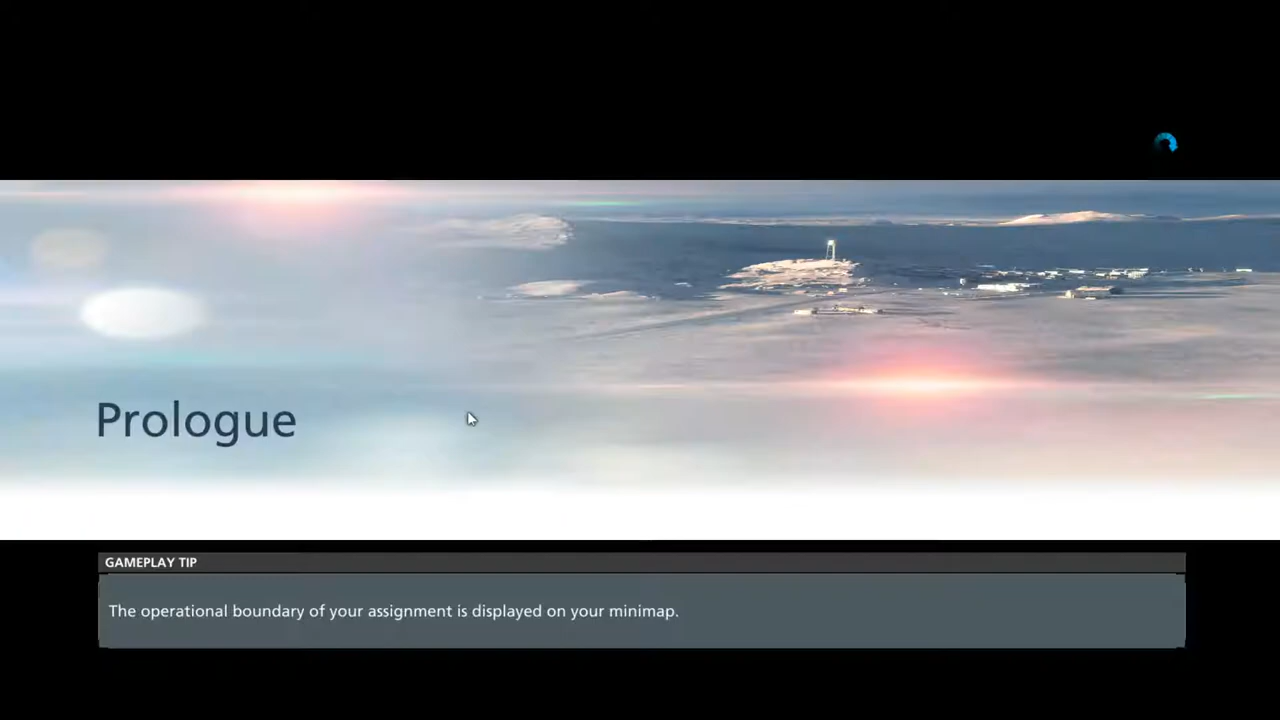 Prologue
GAMEPLAY TIP
The operational boundary of your assignment is displayed on your minimap.